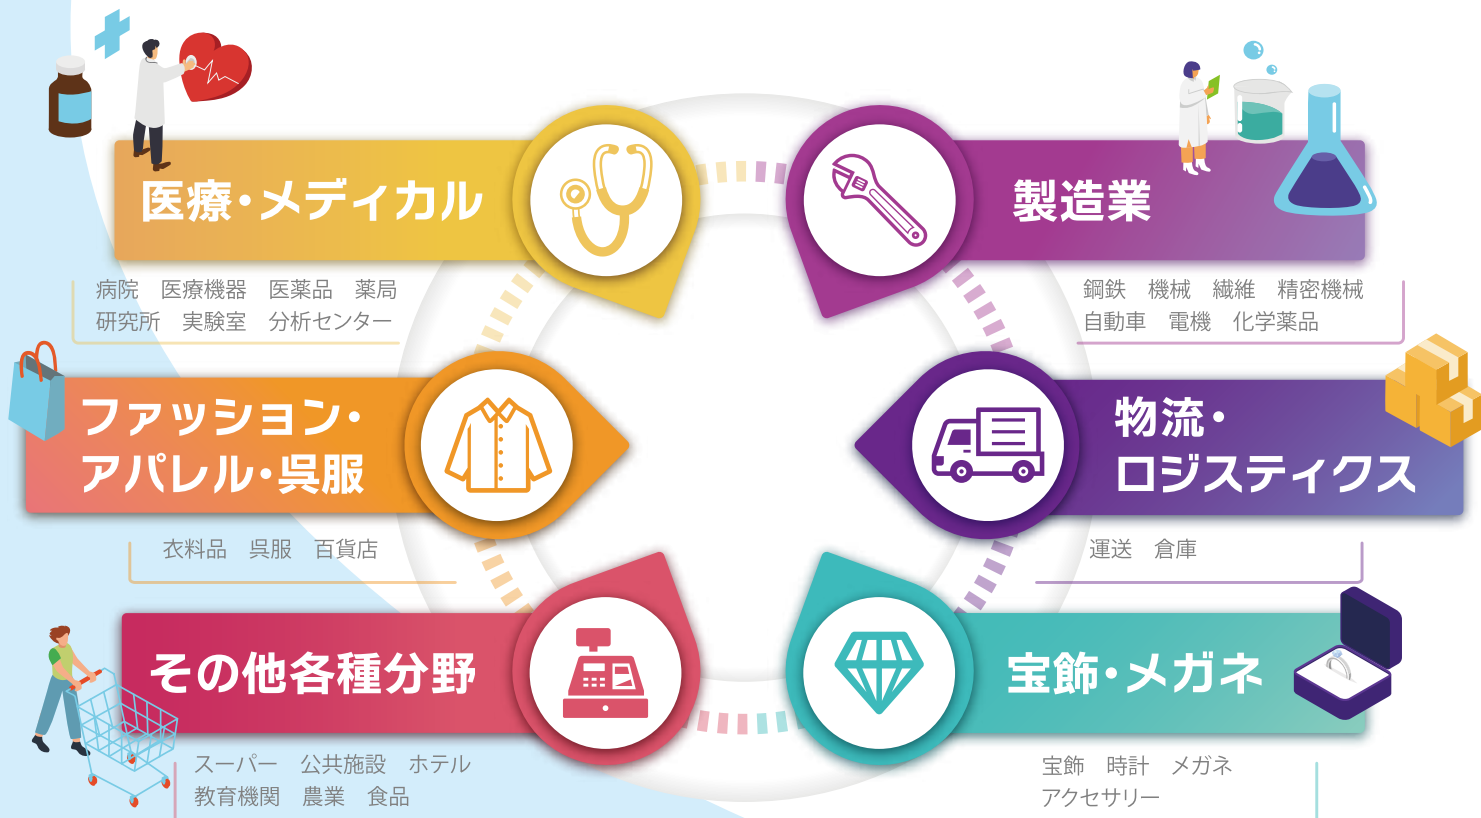 医療・メディカル
病院　医療機器　医薬品　薬局
研究所　実験室　分析センター
製造業
鋼鉄　機械　繊維　精密機械
自動車　電機　化学薬品
ファッション・
アパレル・呉服
衣料品　呉服　百貨店
物流・
ロジスティクス
運送　倉庫
その他各種分野
スーパー　公共施設　ホテル
教育機関　農業　食品
宝飾・メガネ
宝飾　時計　メガネ
アクセサリー